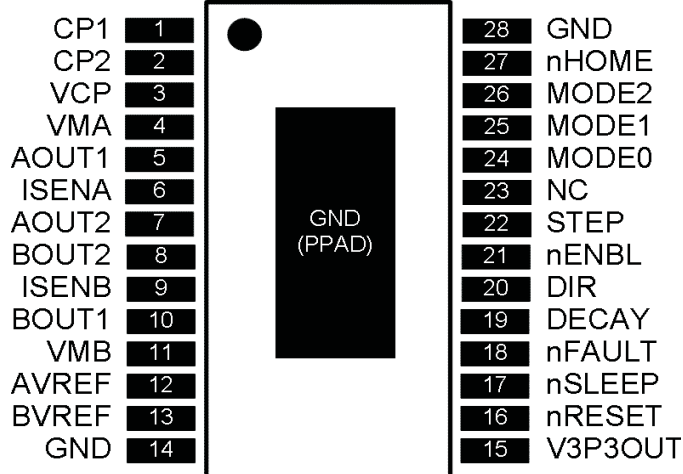 CP1 1 28 GND
CP2 2 27 nHOME
VCP 3 26 MODE2
VMA 4 25 MODE1
AOUT1 5 24 MODE0
ISENA 6 23 NC
AOUT2 7 22 STEP
BOUT2 8 21 nENBL
ISENB 9 20 DIR
BOUT1 10 19 DECAY
VMB 11 18 nFAULT
AVREF 12 17 nSLEEP
BVREF 13 16 nRESET
GND 14 15 V3P3OUT
GND
(PPAD)